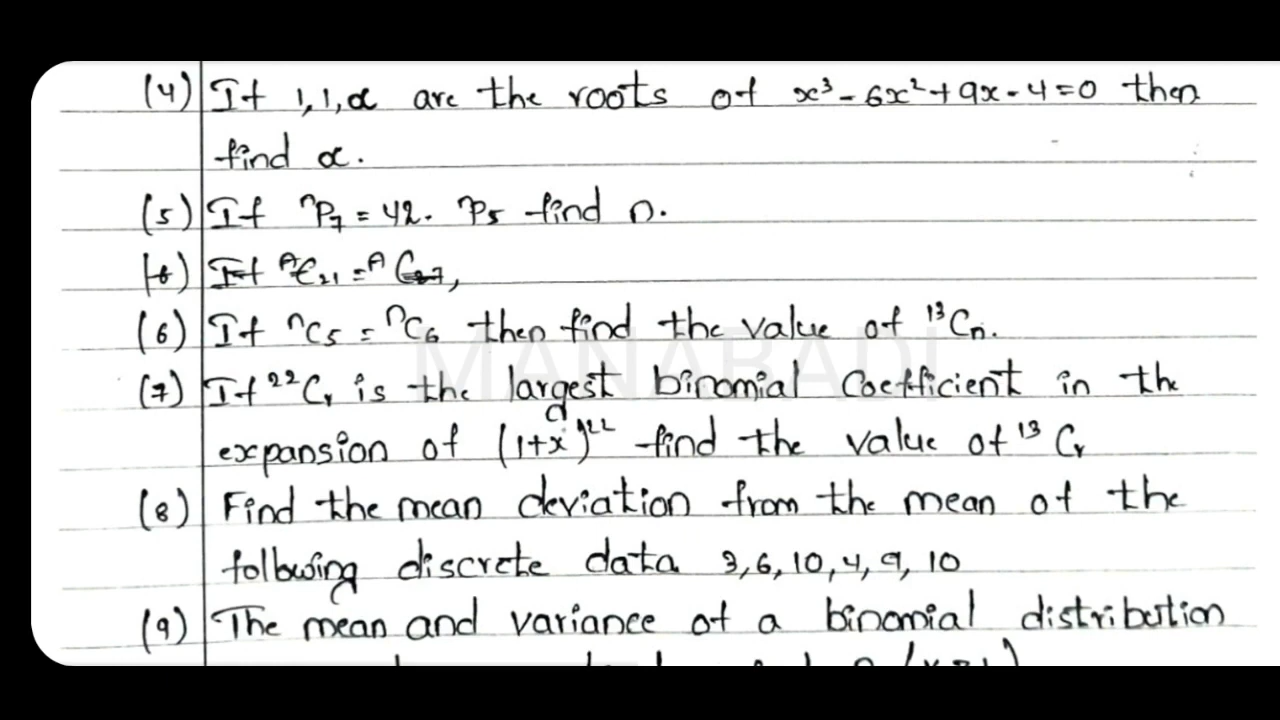 (4) If 1,1,α are the roots of x³-6x²+9x-4=0 then
find α.
(5) If ⁿP₇ = 42. ⁿP₅ find n.
(6) If ⁿC₅ = ⁿC₆ then find the value of ¹³Cₙ.
(7) If ²²Cᵣ is the largest binomial Coefficient in the
expansion of (1+x)²² find the value of ¹³Cᵣ
(8) Find the mean deviation from the mean of the
following discrete data 3,6,10,4,9,10
(9) The mean and variance of a binomial distribution
MANABADI